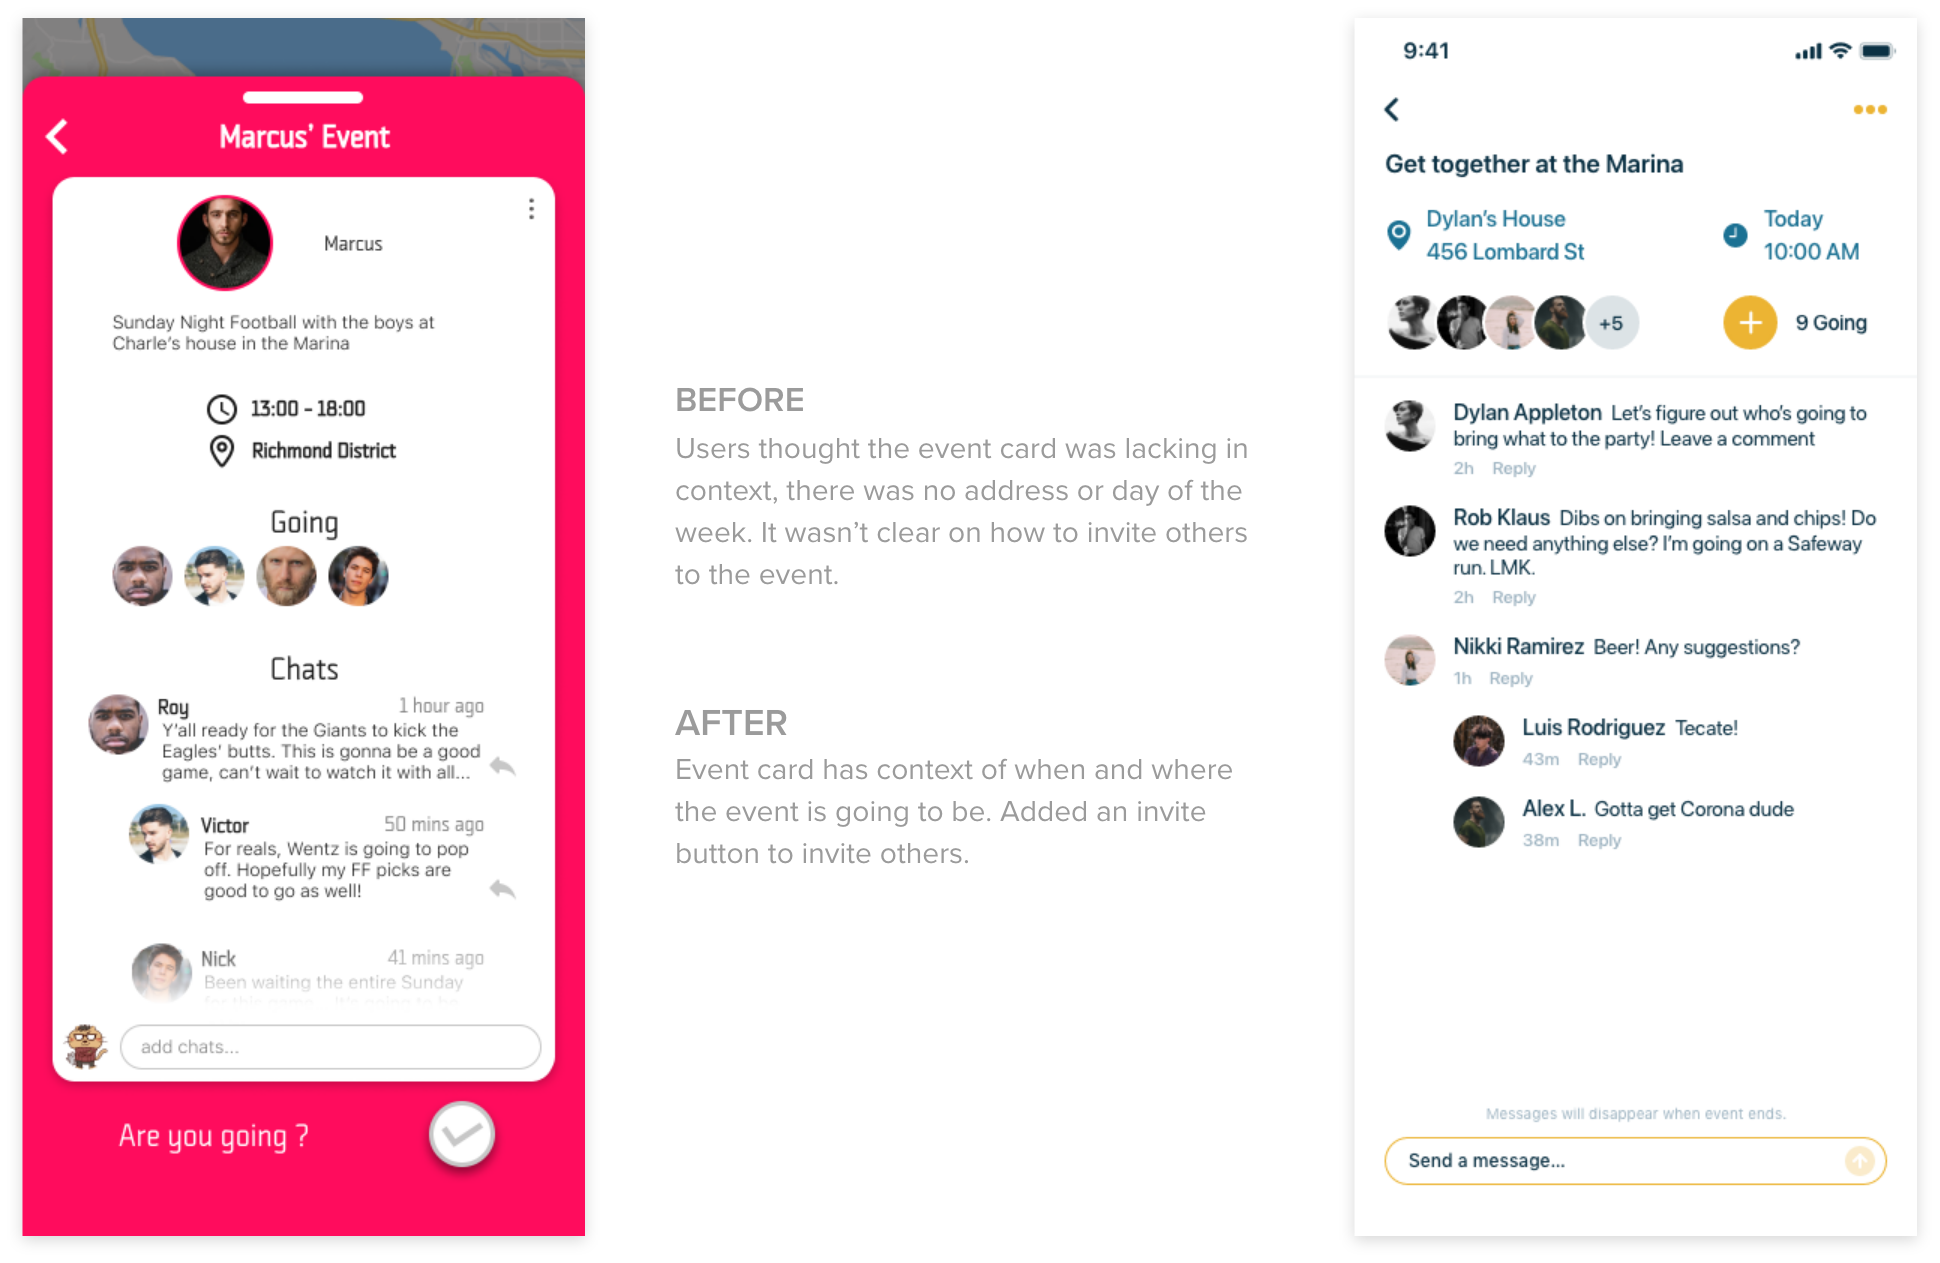 Marcus' Event
Marcus
Sunday Night Football with the boys at
Charle's house in the Marina
13:00 - 18:00
Richmond District
Going
Chats
Roy 1 hour ago
Y'all ready for the Giants to kick the
Eagles' butts. This is gonna be a good
game, can't wait to watch it with all...
Victor 50 mins ago
For reals, Wentz is going to pop
off. Hopefully my FF picks are
good to go as well!
Nick 41 mins ago
Been waiting the entire Sunday
for this game... It's going to be
add chats...
Are you going ?
BEFORE
Users thought the event card was lacking in
context, there was no address or day of the
week. It wasn't clear on how to invite others
to the event.
AFTER
Event card has context of when and where
the event is going to be. Added an invite
button to invite others.
9:41
Get together at the Marina
Dylan's House
456 Lombard St
Today
10:00 AM
+5
9 Going
Dylan Appleton Let's figure out who's going to
bring what to the party! Leave a comment
2h Reply
Rob Klaus Dibs on bringing salsa and chips! Do
we need anything else? I'm going on a Safeway
run. LMK.
2h Reply
Nikki Ramirez Beer! Any suggestions?
1h Reply
Luis Rodriguez Tecate!
43m Reply
Alex L. Gotta get Corona dude
38m Reply
Messages will disappear when event ends.
Send a message...